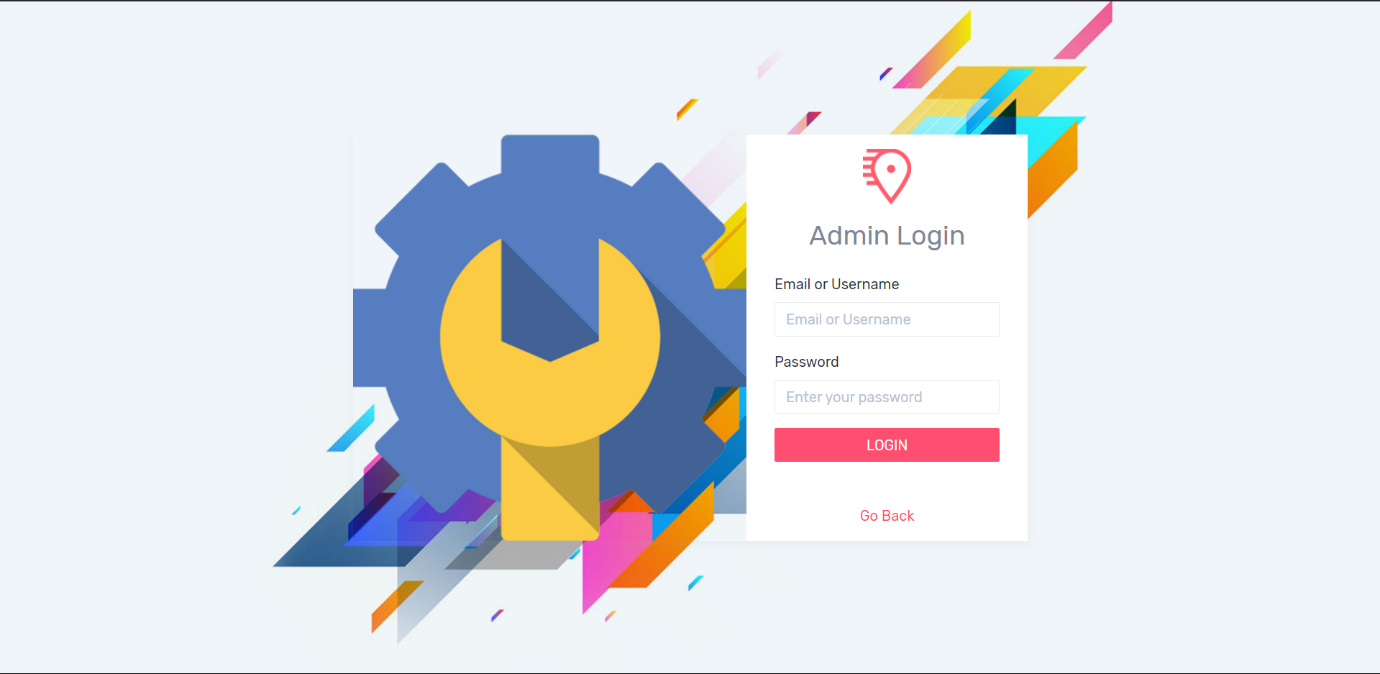 Admin Login
Email or Username
Email or Username
Password
Enter your password
LOGIN
Go Back